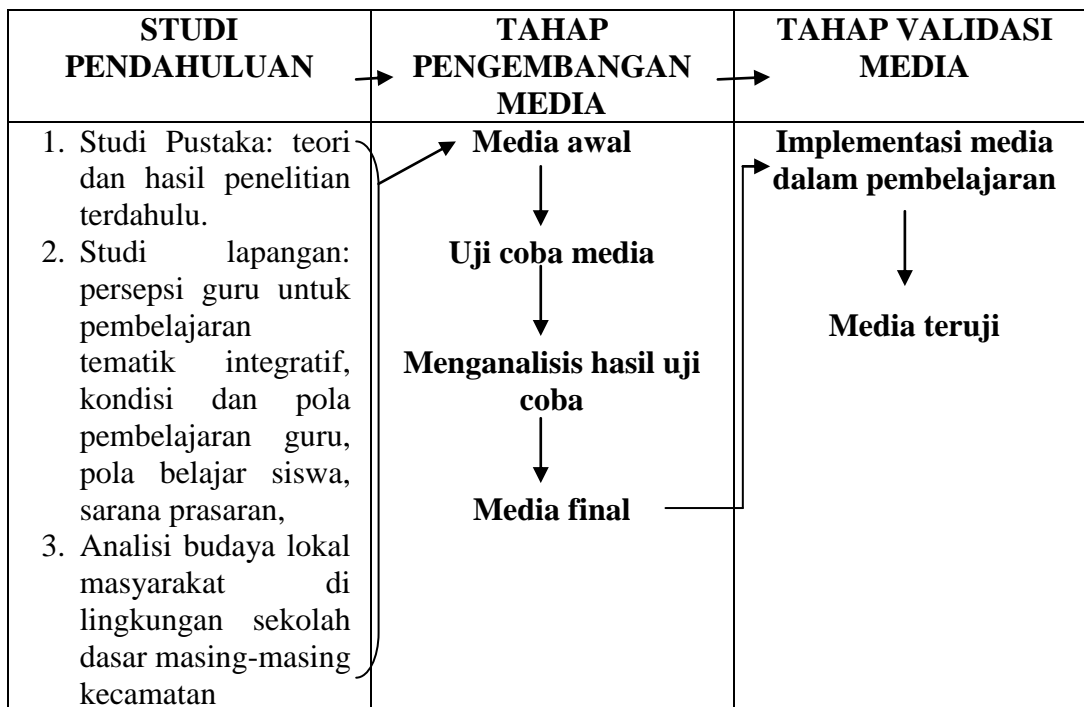 STUDI
PENDAHULUAN
TAHAP
PENGEMBANGAN
MEDIA
TAHAP VALIDASI
MEDIA
1. Studi Pustaka: teori
dan hasil penelitian
terdahulu.
2. Studi lapangan:
persepsi guru untuk
pembelajaran
tematik integratif,
kondisi dan pola
pembelajaran guru,
pola belajar siswa,
sarana prasaran,
3. Analisi budaya lokal
masyarakat di
lingkungan sekolah
dasar masing-masing
kecamatan
Media awal
Uji coba media
Menganalisis hasil uji
coba
Media final
Implementasi media
dalam pembelajaran
Media teruji